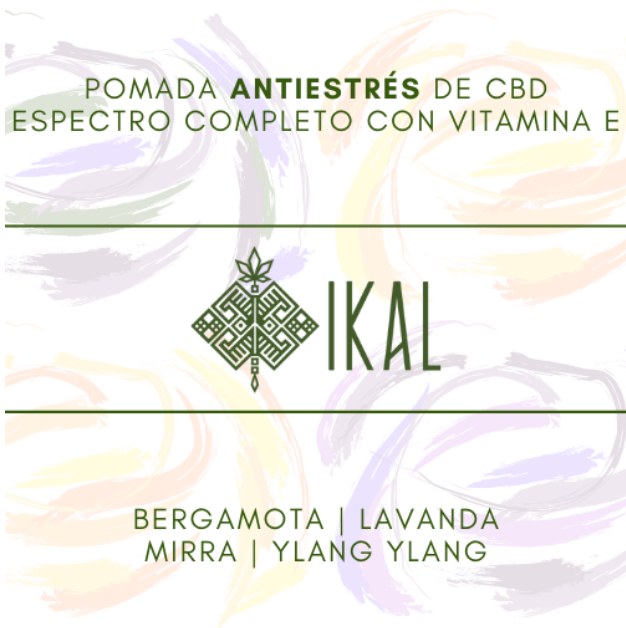 POMADA ANTIESTRÉS DE CBD
ESPECTRO COMPLETO CON VITAMINA E
IKAL
BERGAMOTA | LAVANDA
MIRRA | YLANG YLANG